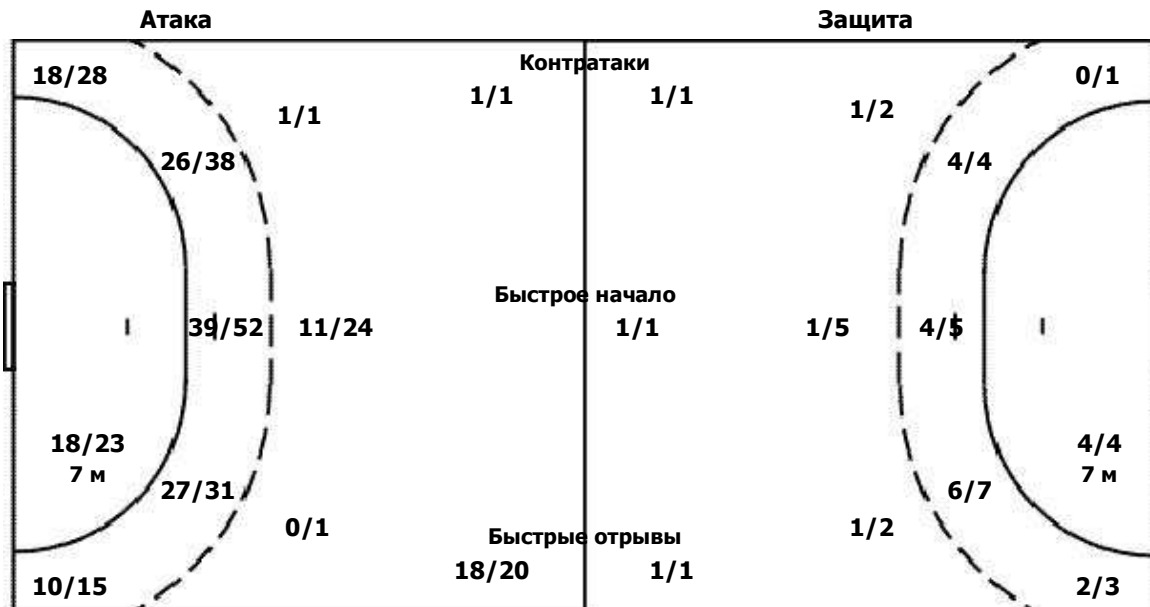 Атака Защита
Контратаки
18/28 0/1
1/1 1/1 1/1 1/2
26/38 4/4
Быстрое начало
39/52 11/24 1/1 1/5 4/5
18/23 4/4
7 м 7 м
27/31 6/7
0/1 1/2
Быстрые отрывы
18/20 1/1
10/15 2/3